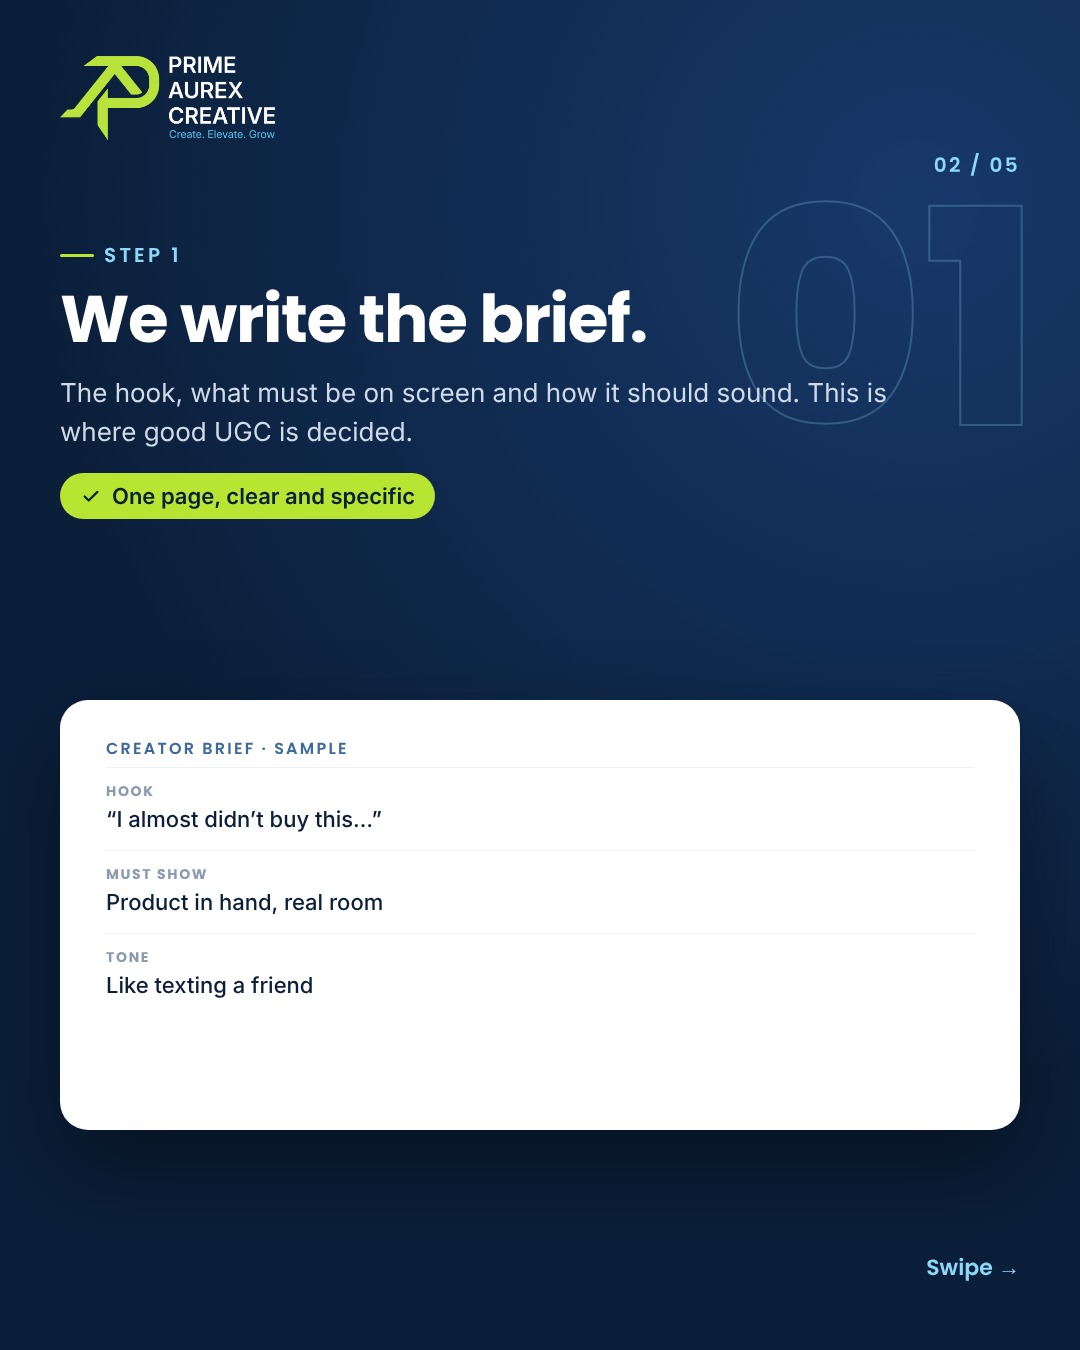 PRIME
AUREX
CREATIVE
Create. Elevate. Grow
02 / 05
01
STEP 1
We write the brief.
The hook, what must be on screen and how it should sound. This is
where good UGC is decided.
✓ One page, clear and specific
CREATOR BRIEF · SAMPLE
HOOK
“I almost didn’t buy this…”
MUST SHOW
Product in hand, real room
TONE
Like texting a friend
Swipe →